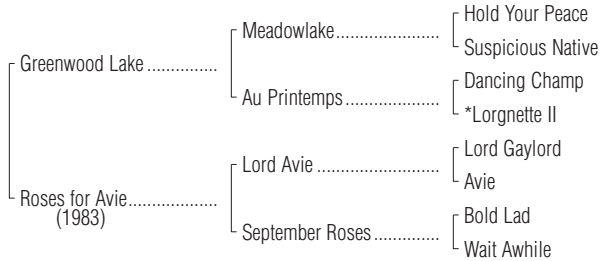 Hold Your Peace
Meadowlake
Suspicious Native
Greenwood Lake
Dancing Champ
Au Printemps
*Lorgnette II
Lord Gaylord
Lord Avie
Avie
Roses for Avie
(1983)
Bold Lad
September Roses
Wait Awhile